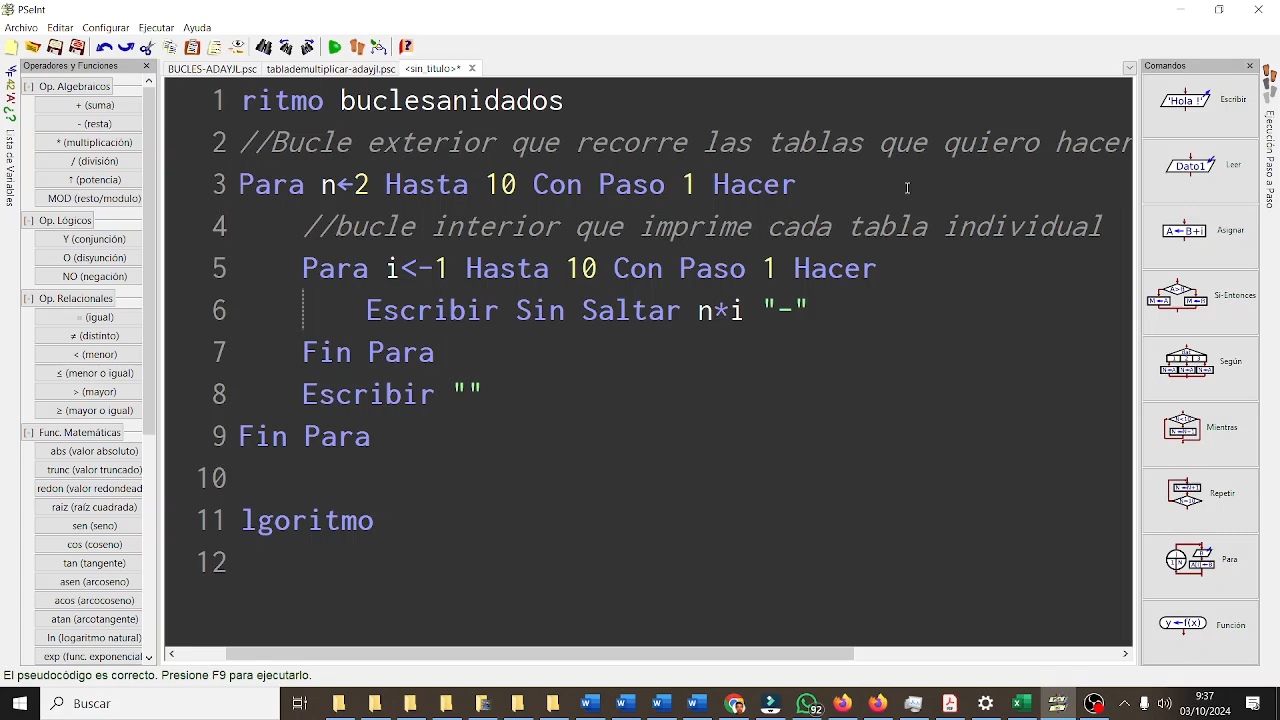 PSeInt
Archivo Editar Configurar Ejecutar Ayuda
Operadores y Funciones
BUCLES-ADAYJL.psc tablademultiplicar-adayjl.psc <sin_titulo>*
Comandos
Lista de Variables
Op. Algebraicos
+ (suma)
- (resta)
* (multiplicación)
/ (división)
↑ (potencia)
MOD (resto/modulo)
Op. Lógicos
Y (conjunción)
O (disyunción)
NO (negación)
Op. Relacionales
= (igual)
≠ (distinto)
< (menor)
≤ (menor o igual)
> (mayor)
≥ (mayor o igual)
Func. Matemáticas
abs (valor absoluto)
trunc (truncado)
redon (valor redondead
raiz (raíz cuadrada)
sen (seno)
cos (coseno)
tan (tangente)
asen (arcoseno)
acos (arcocoseno)
atan (arcotangente)
ln (logaritmo natural)
exp (func. exponencial
1 ritmo buclesanidados
2 //Bucle exterior que recorre las tablas que quiero hacer
3 Para n←2 Hasta 10 Con Paso 1 Hacer
4 //bucle interior que imprime cada tabla individual
5 Para i<-1 Hasta 10 Con Paso 1 Hacer
6 Escribir Sin Saltar n*i "-"
7 Fin Para
8 Escribir ""
9 Fin Para
10
11 lgoritmo
12
'Hola !' Escribir
Dato1 Leer
A←B+i Asignar
Si-Entonces
Según
Mientras
Repetir
Para
y←f(x) Función
Ejecución Paso a Paso
El pseudocódigo es correcto. Presione F9 para ejecutarlo.
Buscar
92
9:37
03/10/2024